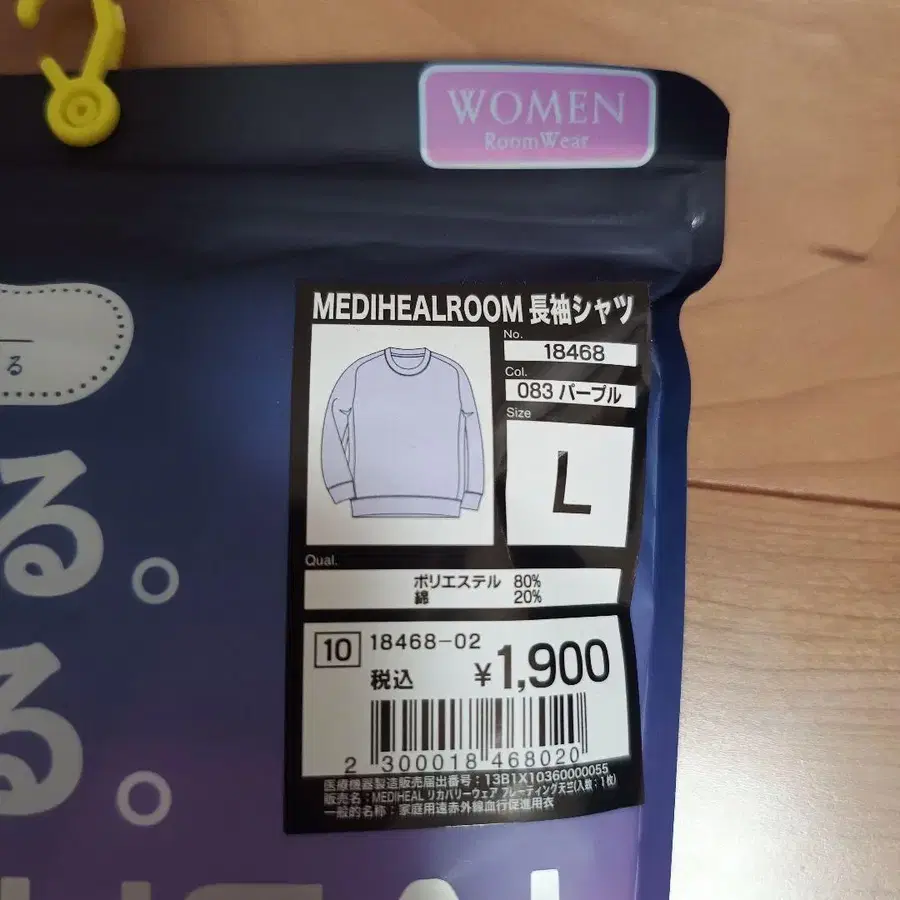 WOMEN
RoomWear
MEDIHEALROOM 長袖シャツ
No.
18468
Col.
083 パープル
Size
L
る
る。
る。
Qual.
ポリエステル 80%
綿 20%
10 18468-02
税込 ¥1,900
2 300018 468020
医療機器製造販売届出番号：13B1X10360000055
販売名：MEDIHEAL リカバリーウェア プレーティング天竺(入数：1枚)
一般的名称：家庭用遠赤外線血行促進用衣